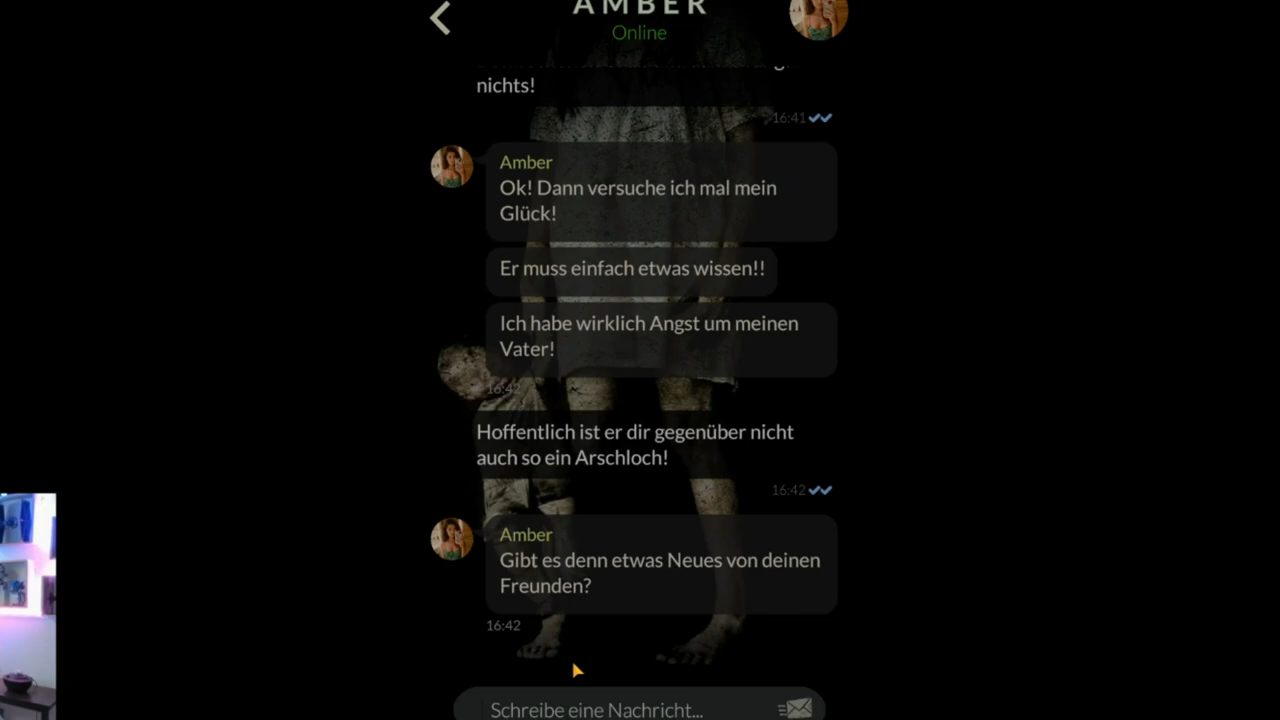 AMBER
Online
nichts!
16:41
Amber
Ok! Dann versuche ich mal mein
Glück!
Er muss einfach etwas wissen!!
Ich habe wirklich Angst um meinen
Vater!
16:42
Hoffentlich ist er dir gegenüber nicht
auch so ein Arschloch!
16:42
Amber
Gibt es denn etwas Neues von deinen
Freunden?
16:42
Schreibe eine Nachricht...